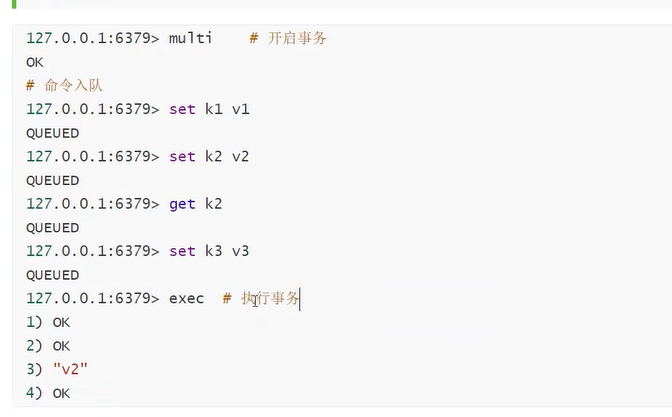 127.0.0.1:6379> multi    # 开启事务
OK
# 命令入队
127.0.0.1:6379> set k1 v1
QUEUED
127.0.0.1:6379> set k2 v2
QUEUED
127.0.0.1:6379> get k2
QUEUED
127.0.0.1:6379> set k3 v3
QUEUED
127.0.0.1:6379> exec  # 执行事务
1) OK
2) OK
3) "v2"
4) OK